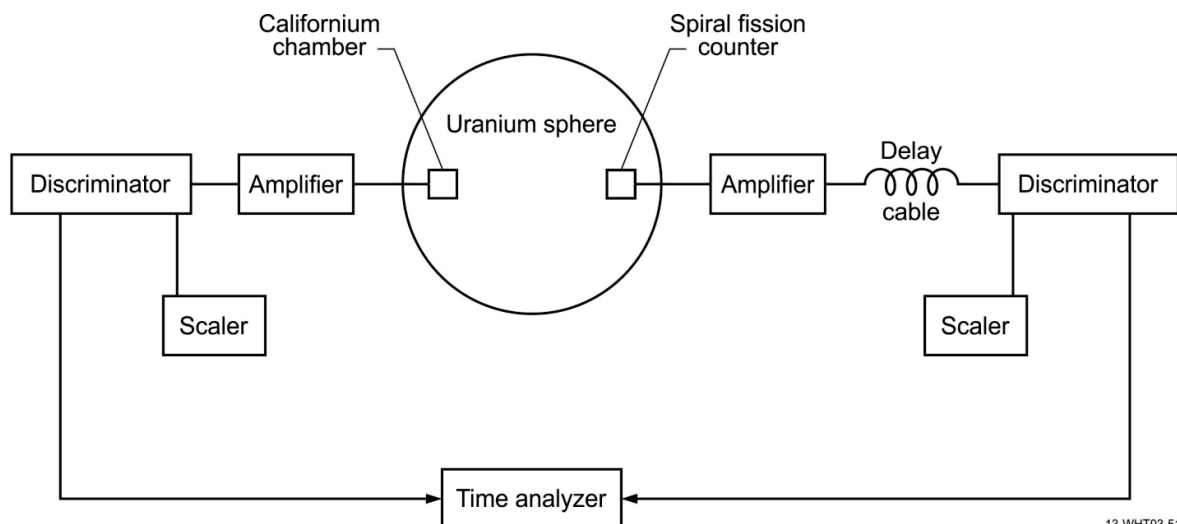 Californium
chamber
Spiral fission
counter
Uranium sphere
Discriminator
Amplifier
Amplifier
Delay
cable
Discriminator
Scaler
Scaler
Time analyzer